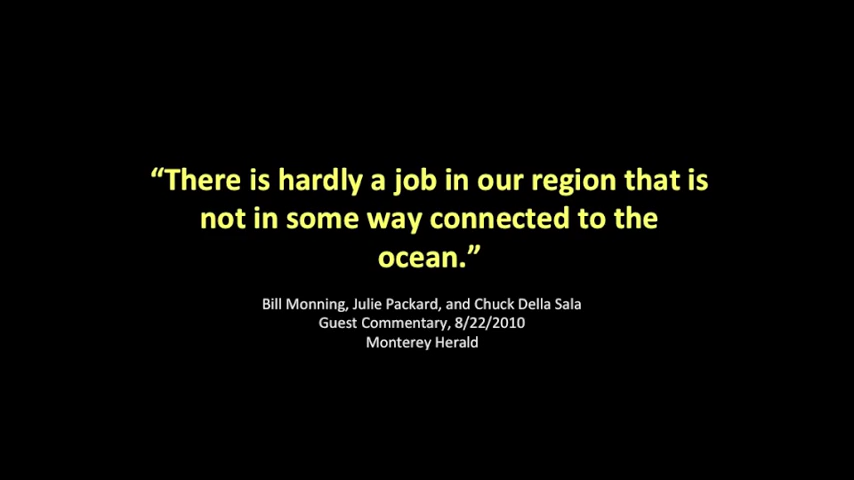 “There is hardly a job in our region that is
not in some way connected to the
ocean.”
Bill Monning, Julie Packard, and Chuck Della Sala
Guest Commentary, 8/22/2010
Monterey Herald